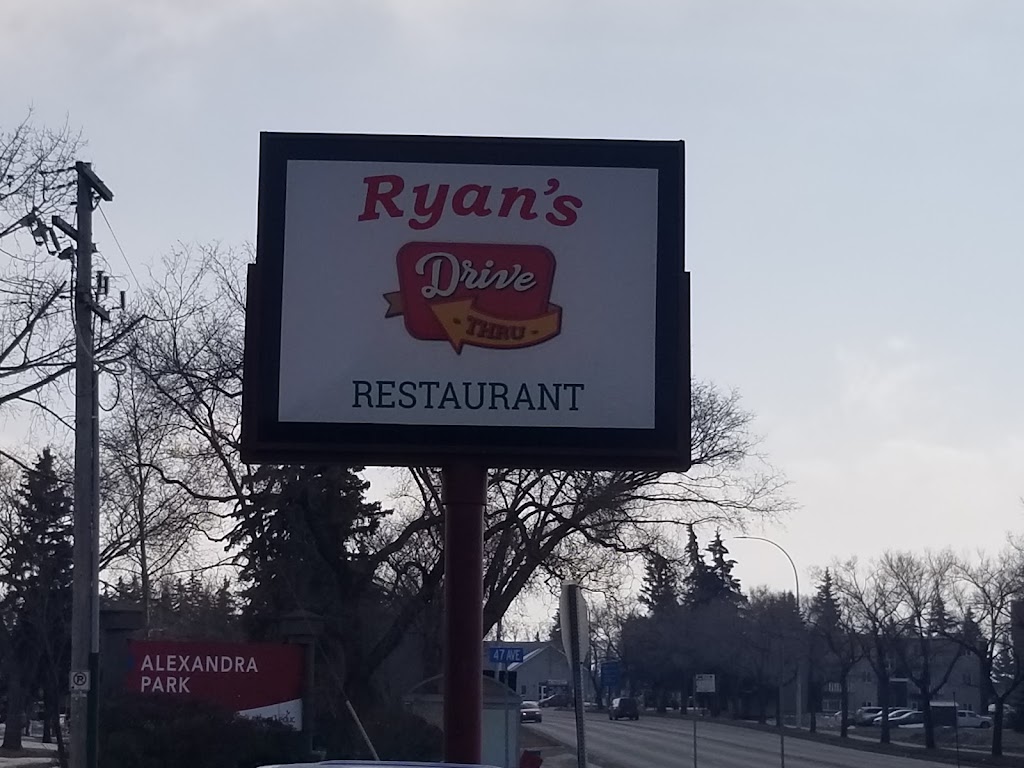 Ryan's
Drive
THRU
RESTAURANT
ALEXANDRA
PARK
47 AVE
P